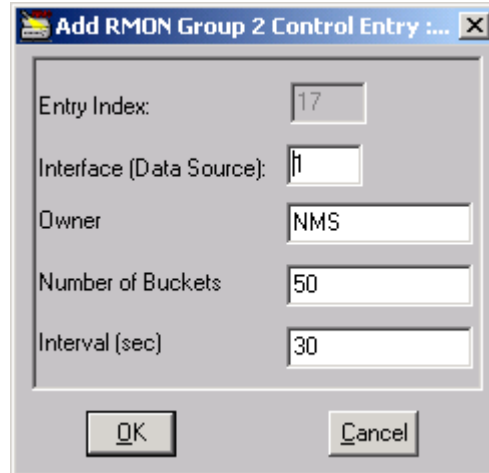 Add RMON Group 2 Control Entry :...
Entry Index: 17
Interface (Data Source): 1
Owner NMS
Number of Buckets 50
Interval (sec) 30
OK Cancel